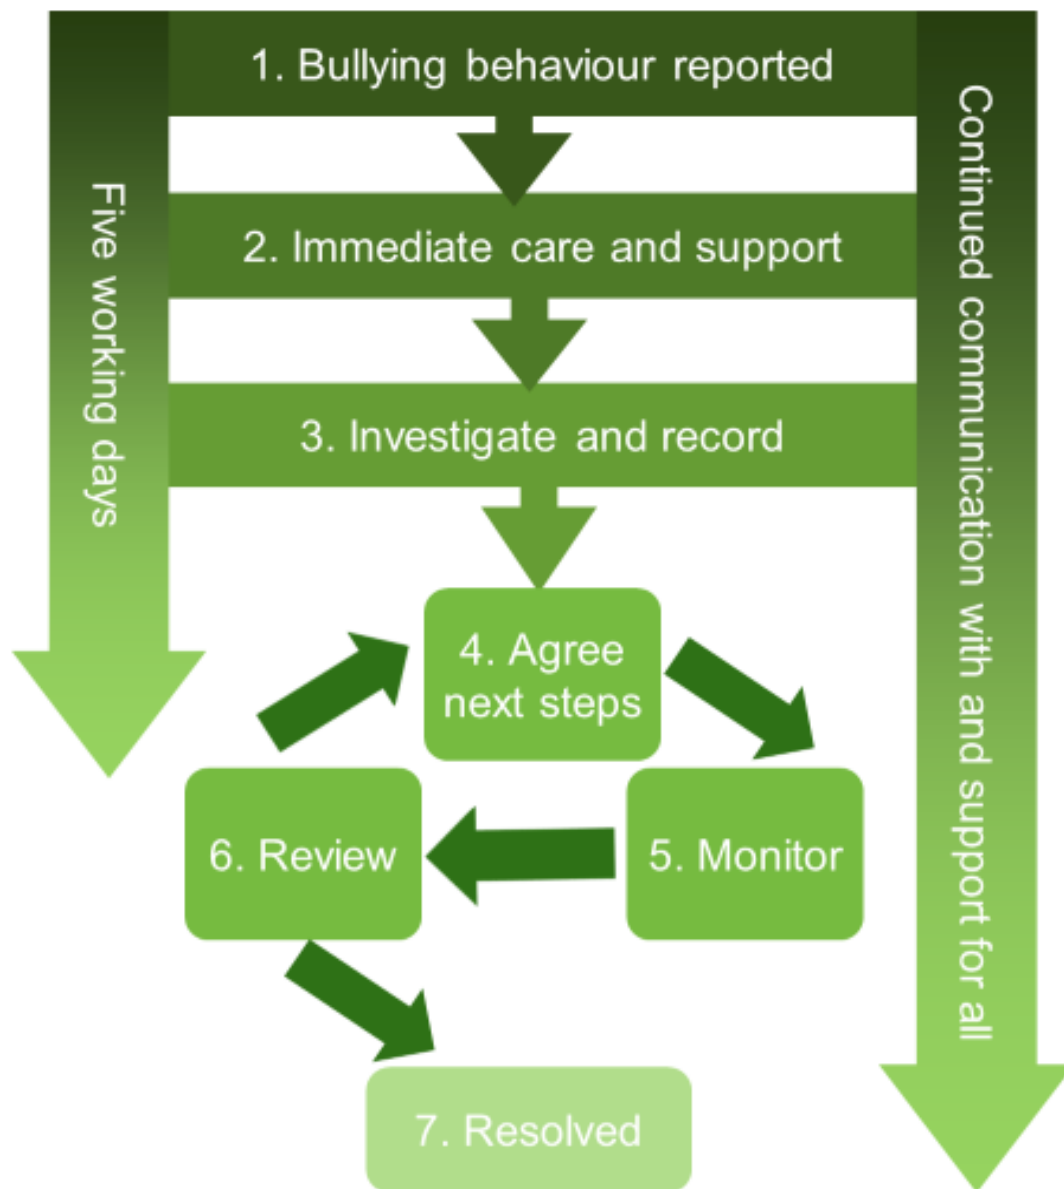 1. Bullying behaviour reported
2. Immediate care and support
3. Investigate and record
4. Agree
next steps
5. Monitor
6. Review
7. Resolved
Five working days
Continued communication with and support for all